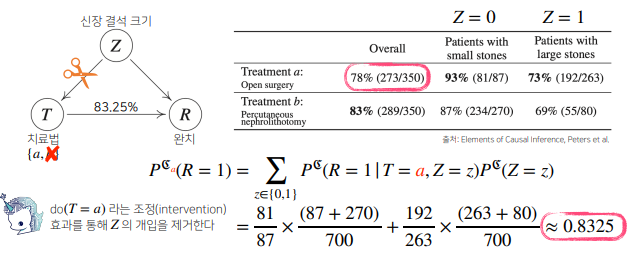 신장 결석 크기
Z
83.25%
T
R
치료법
완치
{a, }
Z = 0
Z = 1
Overall
Patients with small stones
Patients with large stones
Treatment a:
Open surgery
78% (273/350)
93% (81/87)
73% (192/263)
Treatment b:
Percutaneous nephrolithotomy
83% (289/350)
87% (234/270)
69% (55/80)
출처: Elements of Causal Inference, Peters et al.
P^ℭₐ(R = 1) = ∑_{z∈{0,1}} P^ℭ(R = 1 | T = a, Z = z)P^ℭ(Z = z)
= 81/87 × (87 + 270)/700 + 192/263 × (263 + 80)/700 ≈ 0.8325
do(T = a) 라는 조정(intervention)
효과를 통해 Z 의 개입을 제거한다